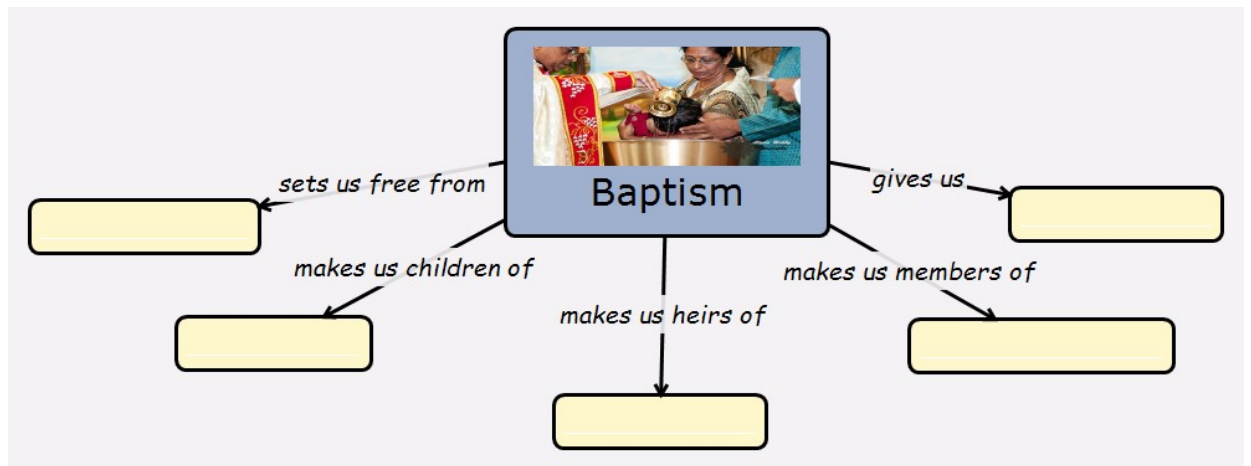 Baptism
sets us free from
gives us
makes us children of
makes us members of
makes us heirs of